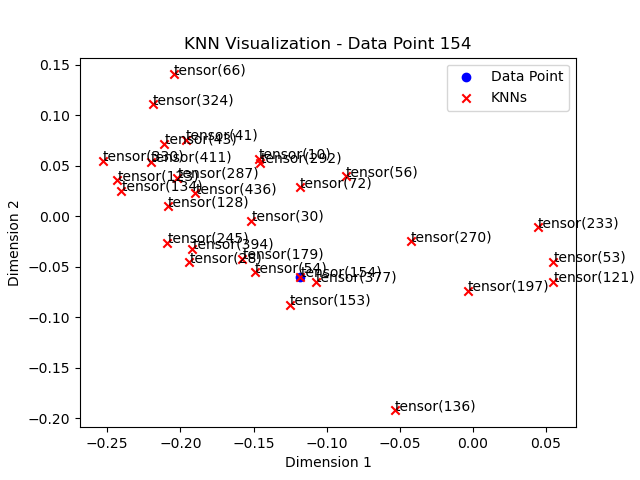 KNN Visualization - Data Point 154
Data Point
KNNs
tensor(66)
tensor(324)
tensor(41)
tensor(43)
tensor(10)
tensor(292)
tensor(411)
tensor(56)
tensor(287)
tensor(72)
tensor(134)
tensor(436)
tensor(128)
tensor(30)
tensor(233)
tensor(270)
tensor(245)
tensor(394)
tensor(179)
tensor(53)
tensor(54)
tensor(154)
tensor(377)
tensor(121)
tensor(197)
tensor(153)
tensor(136)
0.15
0.10
0.05
0.00
−0.05
−0.10
−0.15
−0.20
Dimension 2
−0.25
−0.20
−0.15
−0.10
−0.05
0.00
0.05
Dimension 1